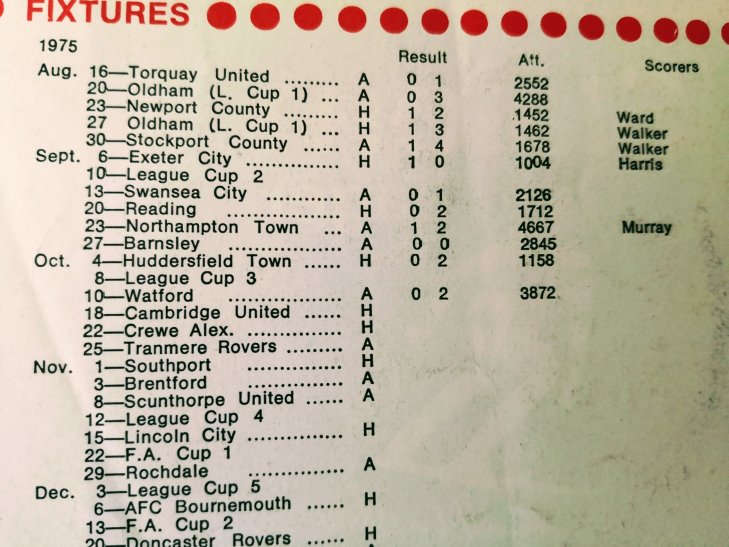 FIXTURES
1975 Result Att. Scorers
Aug. 16—Torquay United ......... A 0 1 2552
20—Oldham (L. Cup 1) ... A 0 3 4288
23—Newport County ......... H 1 2 1452 Ward
27 Oldham (L. Cup 1) ... H 1 3 1462 Walker
30—Stockport County ...... A 1 4 1678 Walker
Sept. 6—Exeter City ............... H 1 0 1004 Harris
10—League Cup 2
13—Swansea City ............ A 0 1 2126
20—Reading .................. H 0 2 1712
23—Northampton Town ... A 1 2 4667 Murray
27—Barnsley .................. A 0 0 2845
Oct. 4—Huddersfield Town ...... H 0 2 1158
8—League Cup 3
10—Watford .................. A 0 2 3872
18—Cambridge United ...... H
22—Crewe Alex. ............... H
25—Tranmere Rovers ......... A
Nov. 1—Southport ............... H
3—Brentford ............... A
8—Scunthorpe United ...... A
12—League Cup 4
15—Lincoln City ............... H
22—F.A. Cup 1
29—Rochdale ............... A
Dec. 3—League Cup 5
6—AFC Bournemouth ...... H
13—F.A. Cup 2
20—Doncaster Rovers ...... H